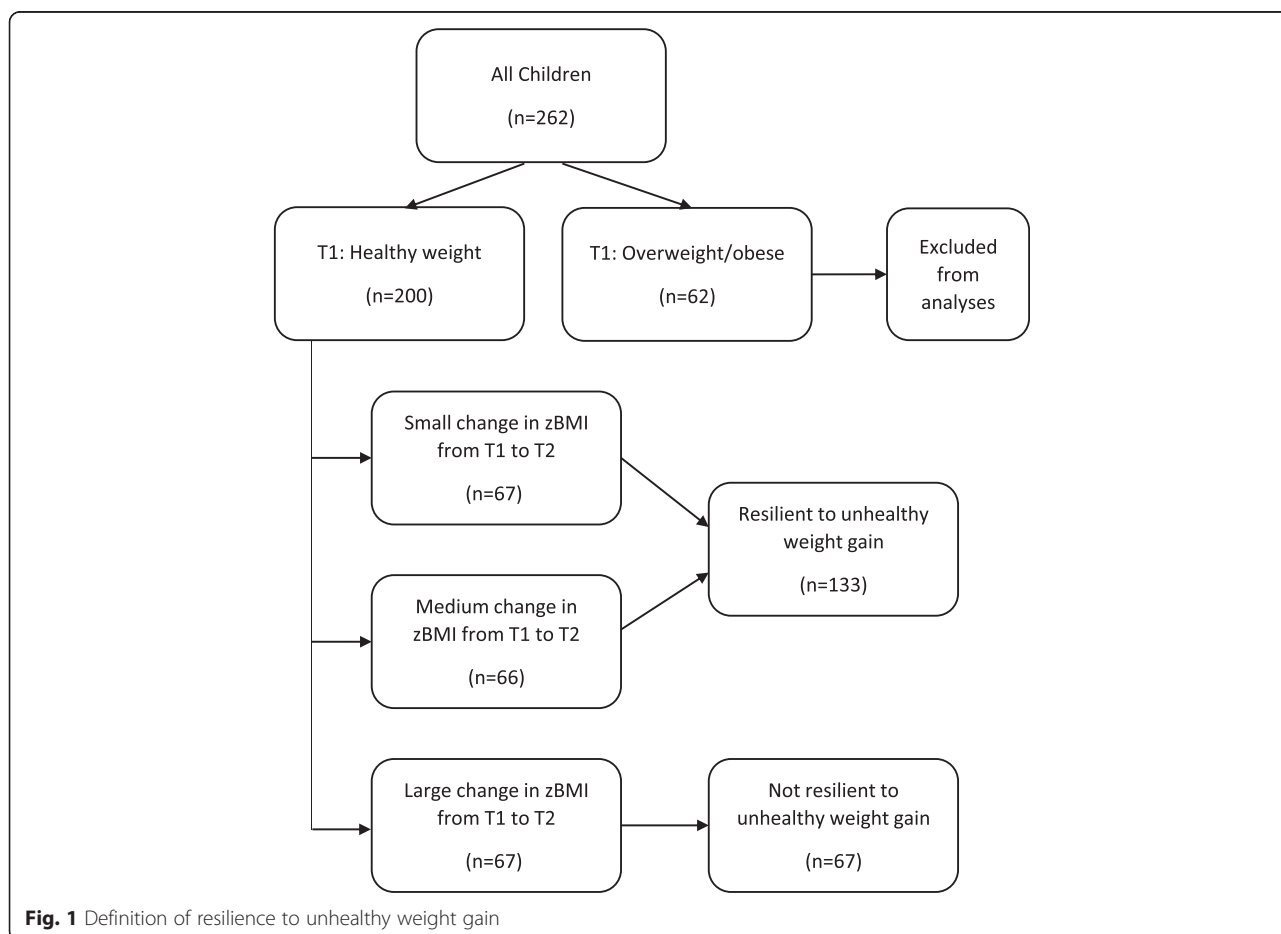 All Children
(n=262)
T1: Healthy weight
(n=200)
T1: Overweight/obese
(n=62)
Excluded
from
analyses
Small change in zBMI
from T1 to T2
(n=67)
Resilient to unhealthy
weight gain
(n=133)
Medium change in
zBMI from T1 to T2
(n=66)
Large change in zBMI
from T1 to T2
(n=67)
Not resilient to
unhealthy weight gain
(n=67)
Fig. 1 Definition of resilience to unhealthy weight gain